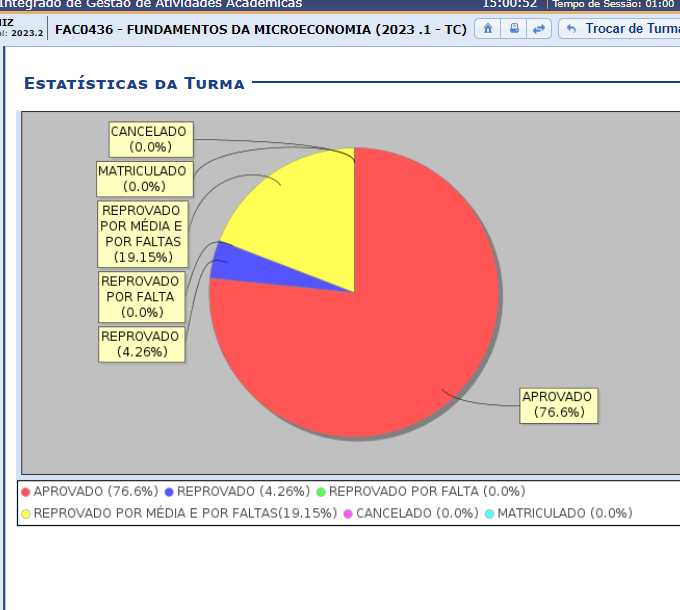 Integrado de Gestão de Atividades Acadêmicas
15:00:52
Tempo de Sessão: 01:00
IZ
al: 2023.2
FAC0436 - FUNDAMENTOS DA MICROECONOMIA (2023 .1 - TC)
Trocar de Turma
ESTATÍSTICAS DA TURMA
CANCELADO
(0.0%)
MATRICULADO
(0.0%)
REPROVADO
POR MÉDIA E
POR FALTAS
(19.15%)
REPROVADO
POR FALTA
(0.0%)
REPROVADO
(4.26%)
APROVADO
(76.6%)
APROVADO (76.6%) REPROVADO (4.26%) REPROVADO POR FALTA (0.0%)
REPROVADO POR MÉDIA E POR FALTAS(19.15%) CANCELADO (0.0%) MATRICULADO (0.0%)